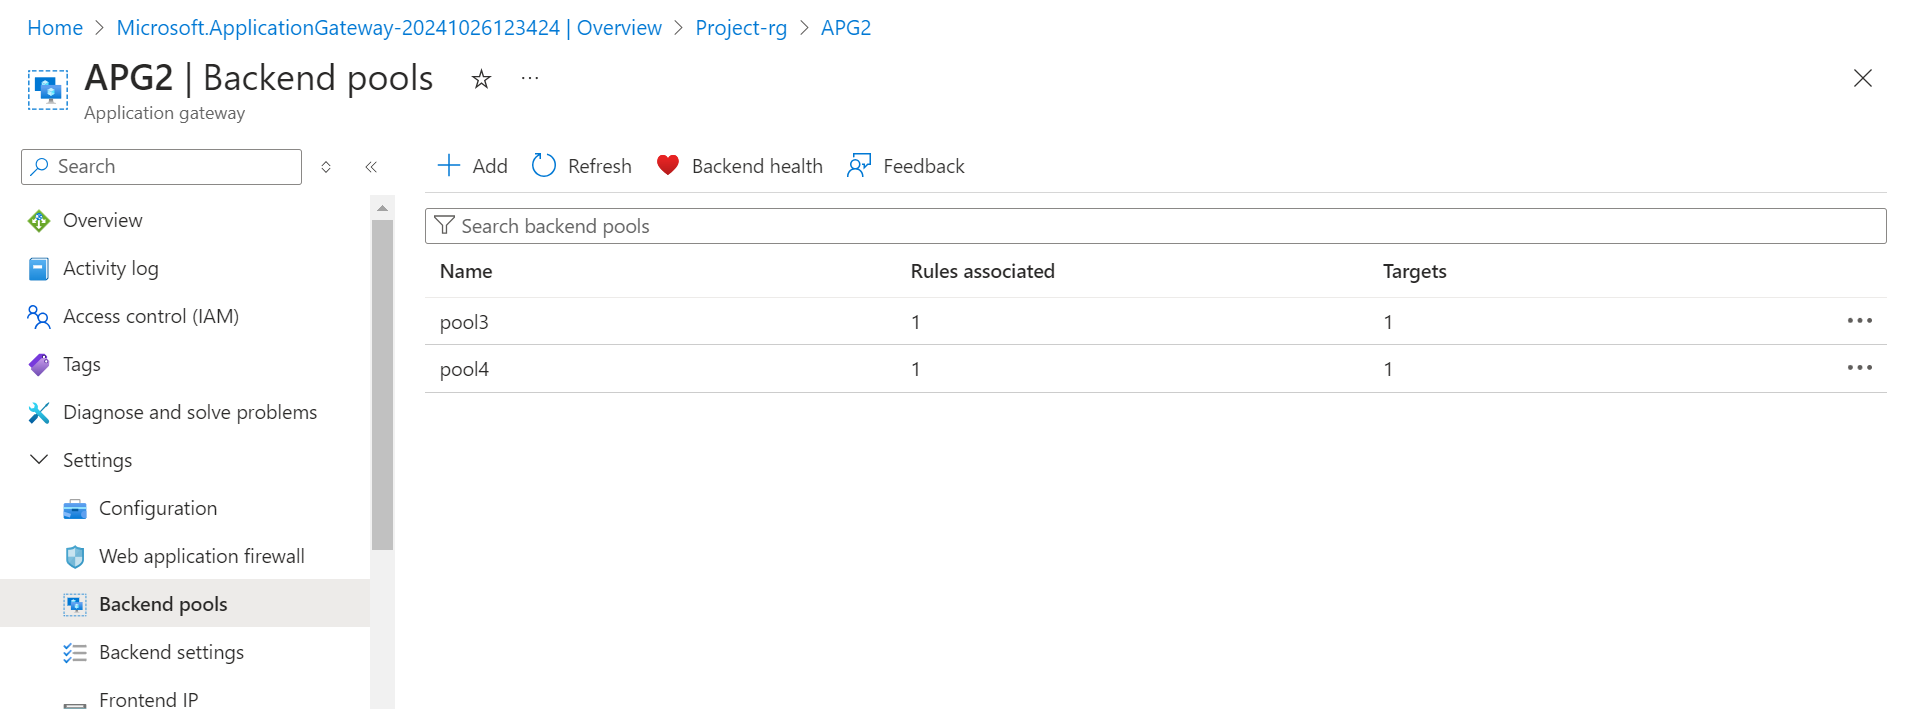 Home > Microsoft.ApplicationGateway-20241026123424 | Overview > Project-rg > APG2
APG2 | Backend pools
Application gateway
Search
Add Refresh Backend health Feedback
Search backend pools
Name Rules associated Targets
pool3 1 1
pool4 1 1
Overview
Activity log
Access control (IAM)
Tags
Diagnose and solve problems
Settings
Configuration
Web application firewall
Backend pools
Backend settings
Frontend IP